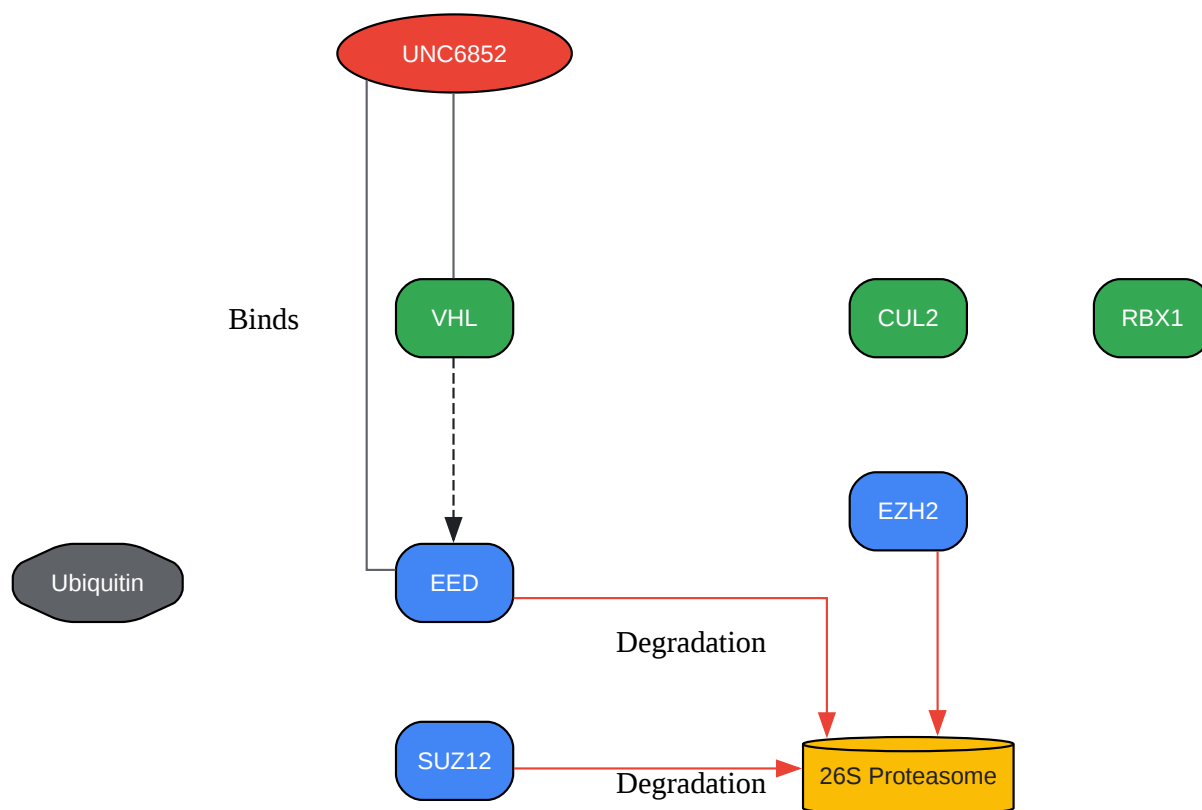 UNC6852
Binds
VHL
CUL2
RBX1
EZH2
Ubiquitin
EED
Degradation
SUZ12
Degradation
26S Proteasome